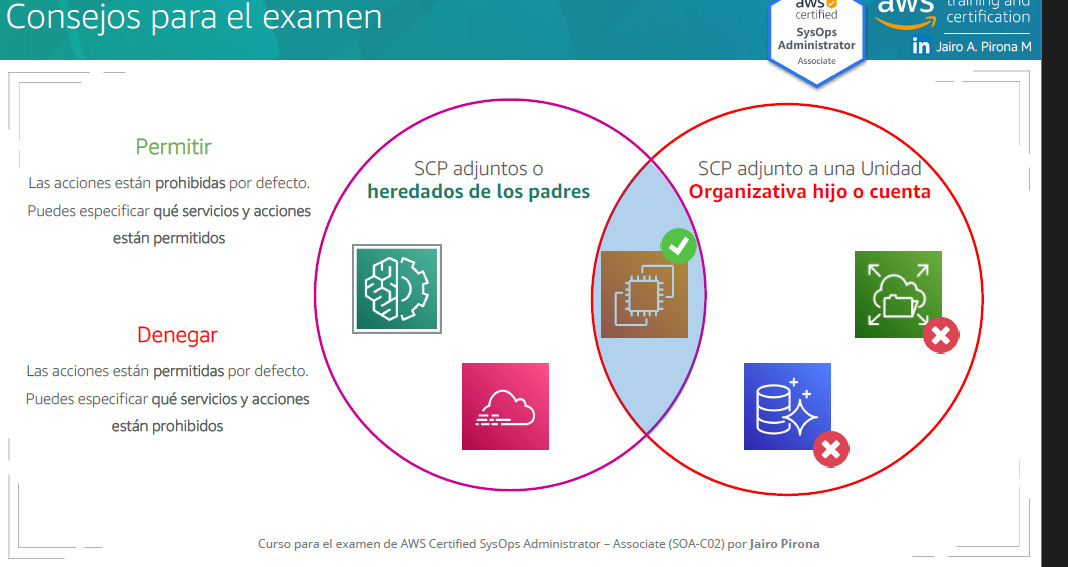 Consejos para el examen
aws
certified
SysOps
Administrator
Associate
aws
training and
certification
in Jairo A. Pirona M
Permitir
Las acciones están prohibidas por defecto.
Puedes especificar qué servicios y acciones
están permitidos
Denegar
Las acciones están permitidas por defecto.
Puedes especificar qué servicios y acciones
están prohibidos
SCP adjuntos o
heredados de los padres
SCP adjunto a una Unidad
Organizativa hijo o cuenta
Curso para el examen de AWS Certified SysOps Administrator – Associate (SOA-C02) por Jairo Pirona